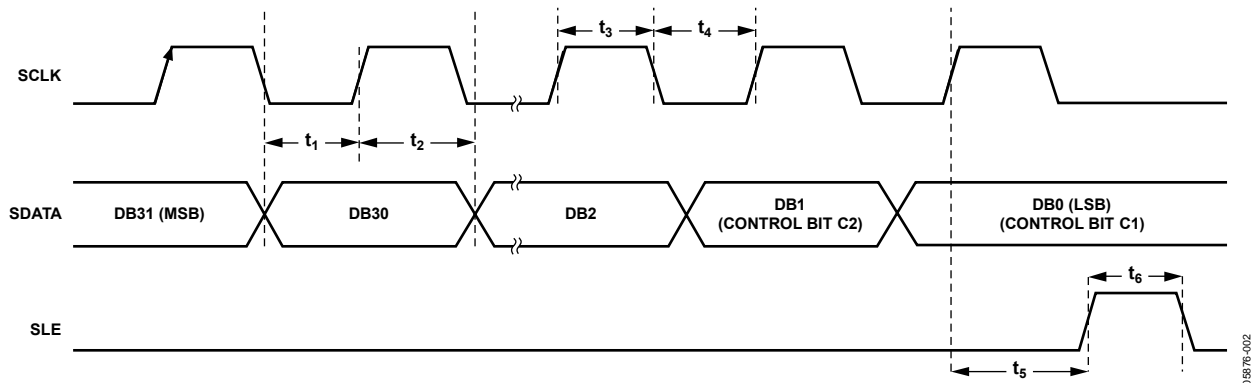 t3
t4
SCLK
t1
t2
SDATA
DB31 (MSB)
DB30
DB2
DB1
(CONTROL BIT C2)
DB0 (LSB)
(CONTROL BIT C1)
t6
SLE
t5
05876-002